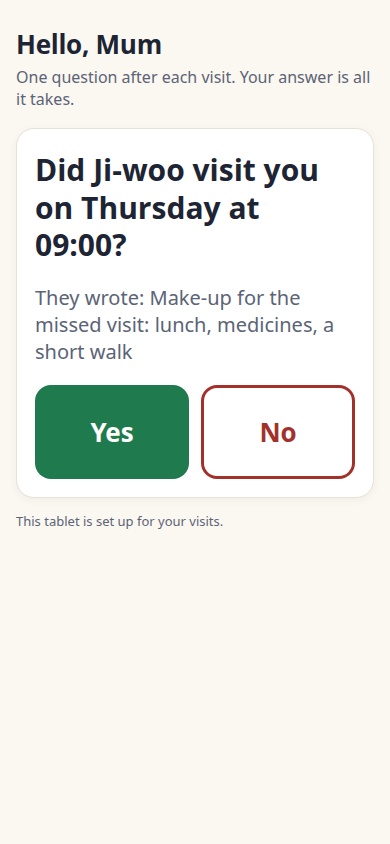 Hello, Mum
One question after each visit. Your answer is all
it takes.
Did Ji-woo visit you
on Thursday at
09:00?
They wrote: Make-up for the
missed visit: lunch, medicines, a
short walk
Yes
No
This tablet is set up for your visits.